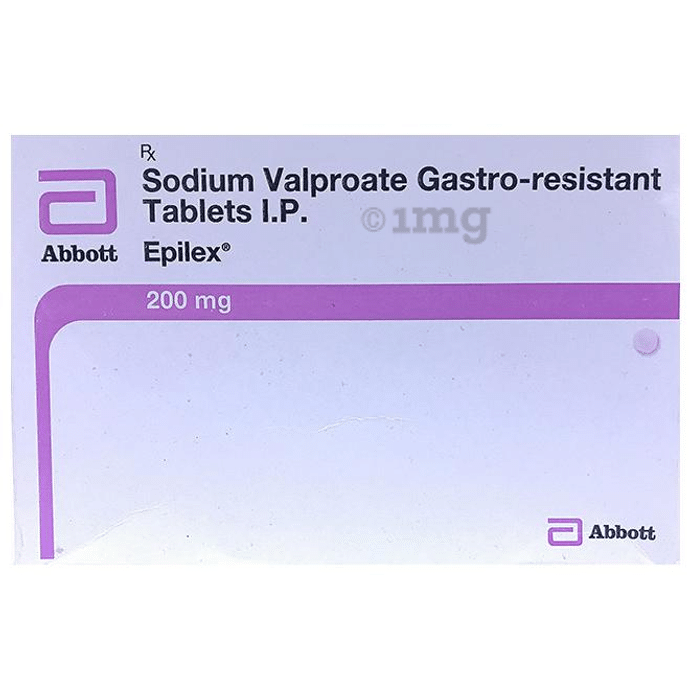 Rx
Sodium Valproate Gastro-resistant
Tablets I.P.
©1mg
Abbott
Epilex®
200 mg
Abbott